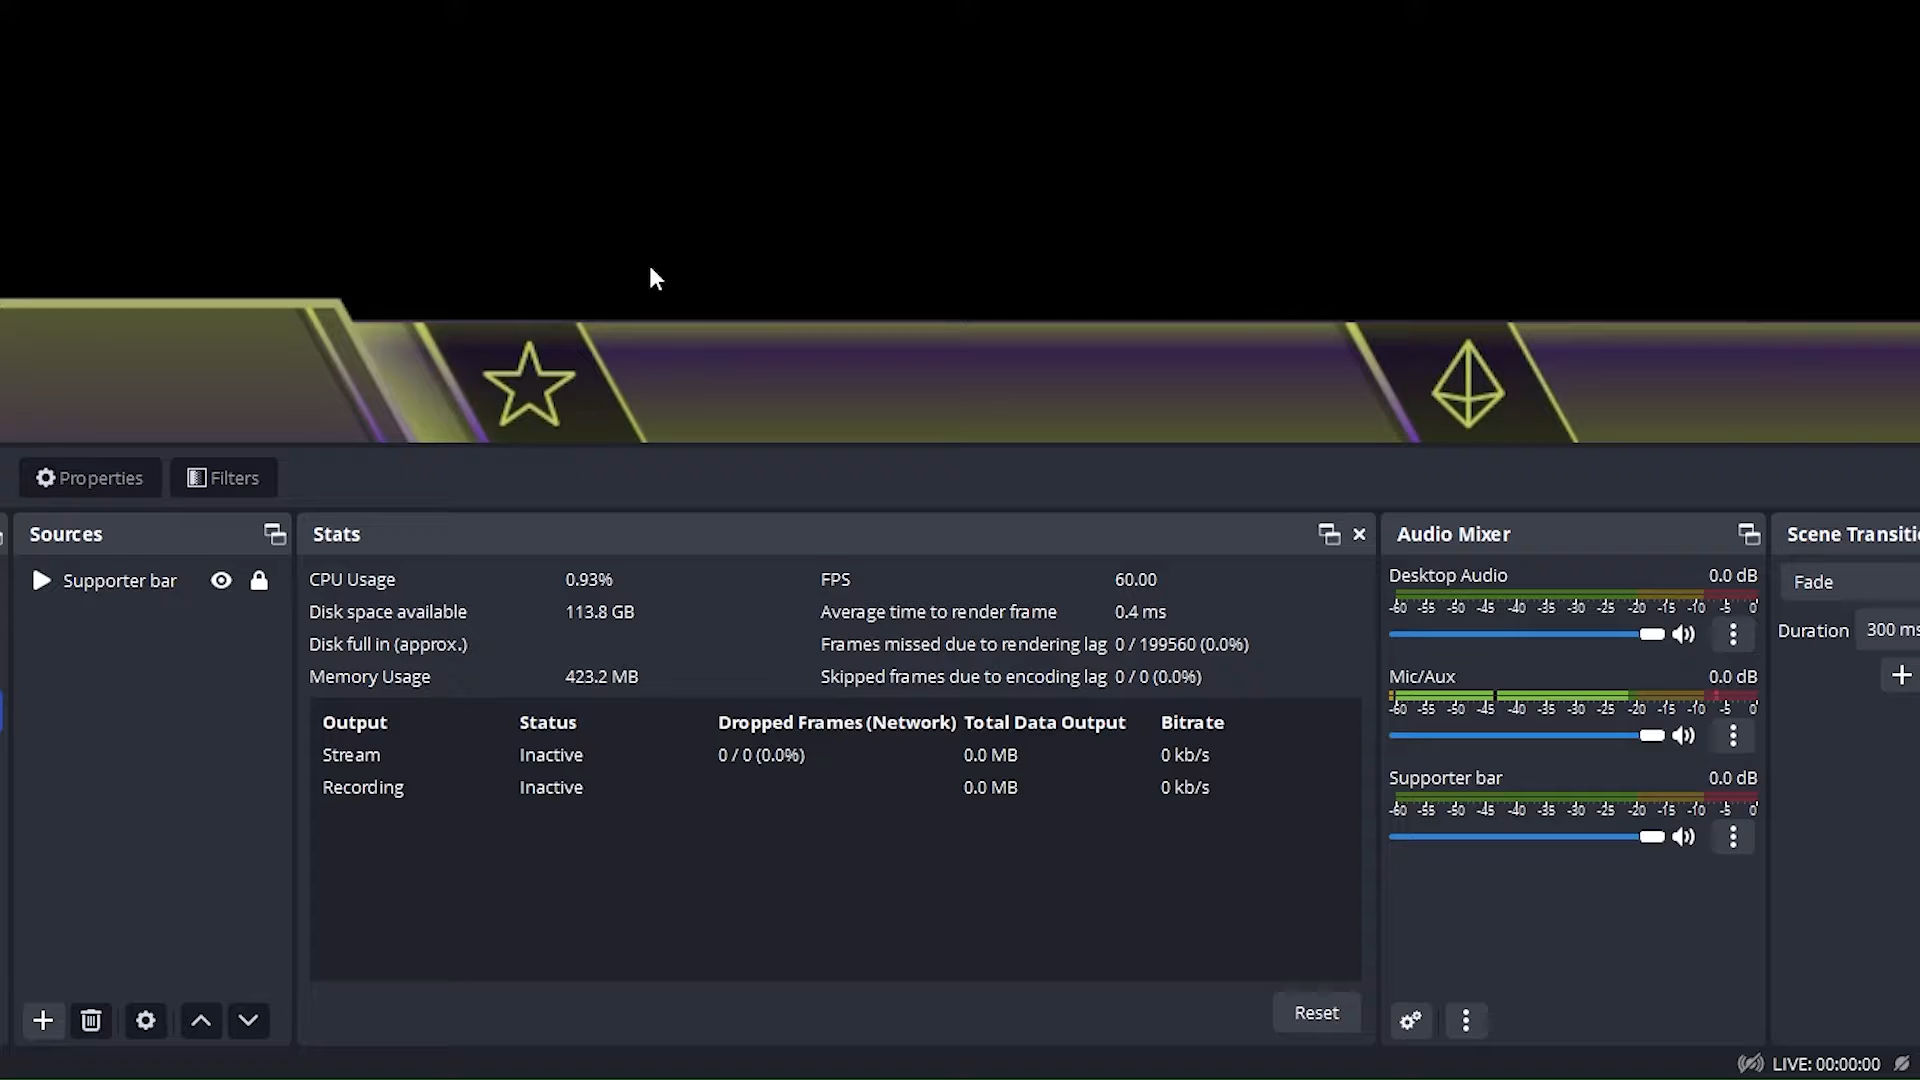 Properties Filters
Sources
Supporter bar
Stats
CPU Usage 0.93% FPS 60.00
Disk space available 113.8 GB Average time to render frame 0.4 ms
Disk full in (approx.) Frames missed due to rendering lag 0 / 199560 (0.0%)
Memory Usage 423.2 MB Skipped frames due to encoding lag 0 / 0 (0.0%)
Output Status Dropped Frames (Network) Total Data Output Bitrate
Stream Inactive 0 / 0 (0.0%) 0.0 MB 0 kb/s
Recording Inactive 0.0 MB 0 kb/s
Reset
Audio Mixer
Desktop Audio 0.0 dB
-60 -55 -50 -45 -40 -35 -30 -25 -20 -15 -10 -5 0
Mic/Aux 0.0 dB
-60 -55 -50 -45 -40 -35 -30 -25 -20 -15 -10 -5 0
Supporter bar 0.0 dB
-60 -55 -50 -45 -40 -35 -30 -25 -20 -15 -10 -5 0
Scene Transiti
Fade
Duration 300 ms
LIVE: 00:00:00